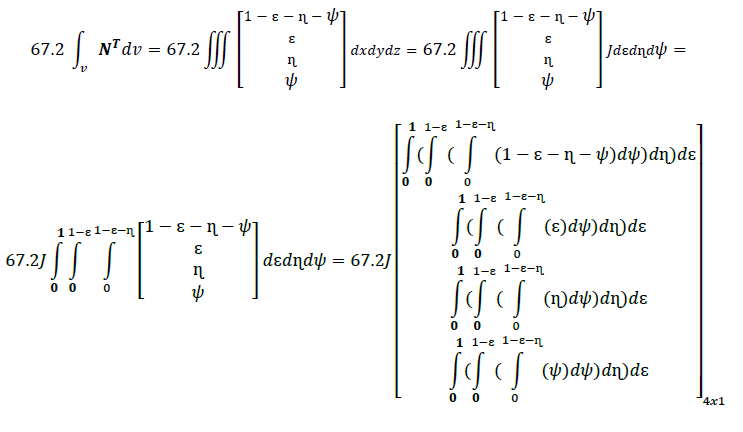 67.2 ∫_v 𝑵^𝑻 dv = 67.2 ∭ [1 − ε − η − ψ; ε; η; ψ] dxdydz = 67.2 ∭ [1 − ε − η − ψ; ε; η; ψ] Jdεdηdψ =
67.2J ∫_0^1 ∫_0^{1−ε} ∫_0^{1−ε−η} [1 − ε − η − ψ; ε; η; ψ] dεdηdψ = 67.2J [∫_0^1 (∫_0^{1−ε} ( ∫_0^{1−ε−η} (1 − ε − η − ψ)dψ)dη)dε; ∫_0^1 (∫_0^{1−ε} ( ∫_0^{1−ε−η} (ε)dψ)dη)dε; ∫_0^1 (∫_0^{1−ε} ( ∫_0^{1−ε−η} (η)dψ)dη)dε; ∫_0^1 (∫_0^{1−ε} ( ∫_0^{1−ε−η} (ψ)dψ)dη)dε]_{4x1}